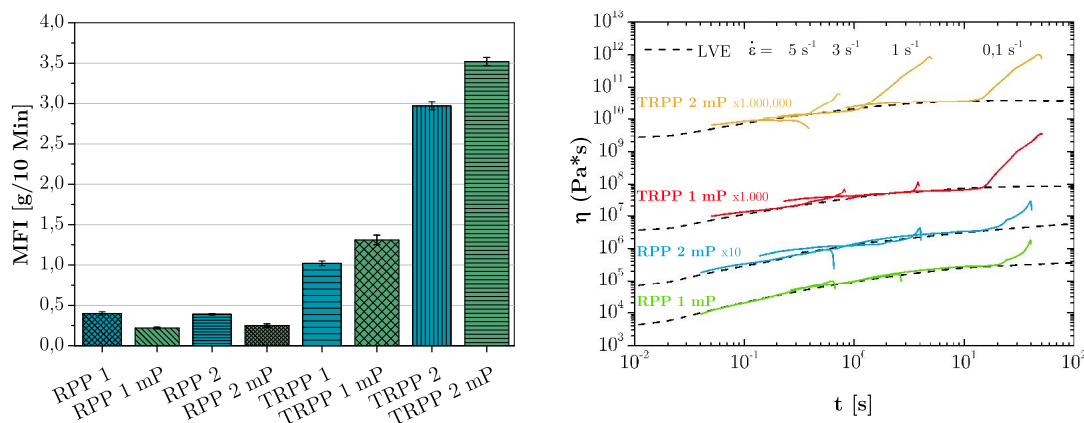 MFI [g/10 Min]
4,0
3,5
3,0
2,5
2,0
1,5
1,0
0,5
0,0
RPP 1
RPP 1 mP
RPP 2
RPP 2 mP
TRPP 1
TRPP 1 mP
TRPP 2
TRPP 2 mP
η (Pa*s)
10¹³
10¹²
10¹¹
10¹⁰
10⁹
10⁸
10⁷
10⁶
10⁵
10⁴
10³
LVE ε̇ = 5 s⁻¹ 3 s⁻¹ 1 s⁻¹ 0,1 s⁻¹
TRPP 2 mP x1.000.000
TRPP 1 mP x1.000
RPP 2 mP x10
RPP 1 mP
10⁻² 10⁻¹ 10⁰ 10¹ 10²
t [s]